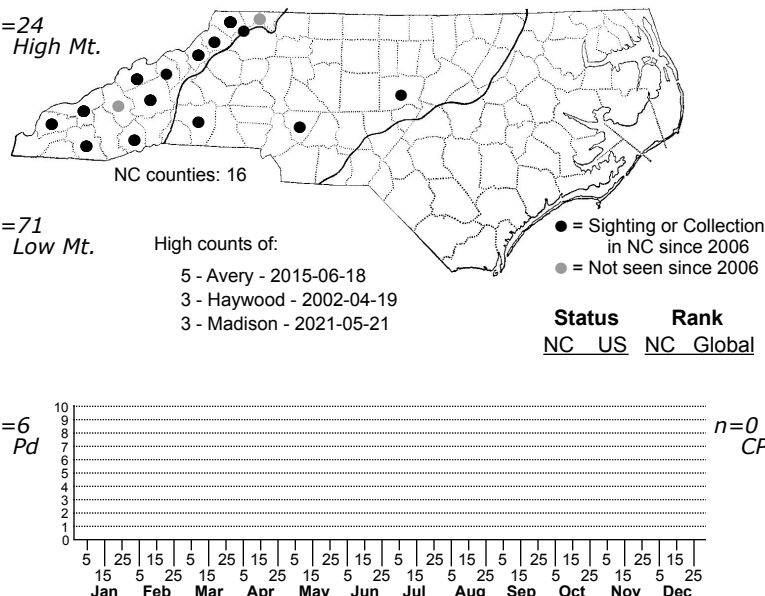 =24
High Mt.
NC counties: 16
=71
Low Mt.
High counts of:
5 - Avery - 2015-06-18
3 - Haywood - 2002-04-19
3 - Madison - 2021-05-21
● = Sighting or Collection
in NC since 2006
● = Not seen since 2006
Status Rank
NC US NC Global
=6
Pd
n=0
CP
10
9
8
7
6
5
4
3
2
1
0
5 25 15 5 25 15 5 25 15 5 25 15 5 25 15 5 25 15
15 5 25 15 5 25 15 5 25 15 5 25 15 5 25 15 5 25
Jan Feb Mar Apr May Jun Jul Aug Sep Oct Nov Dec